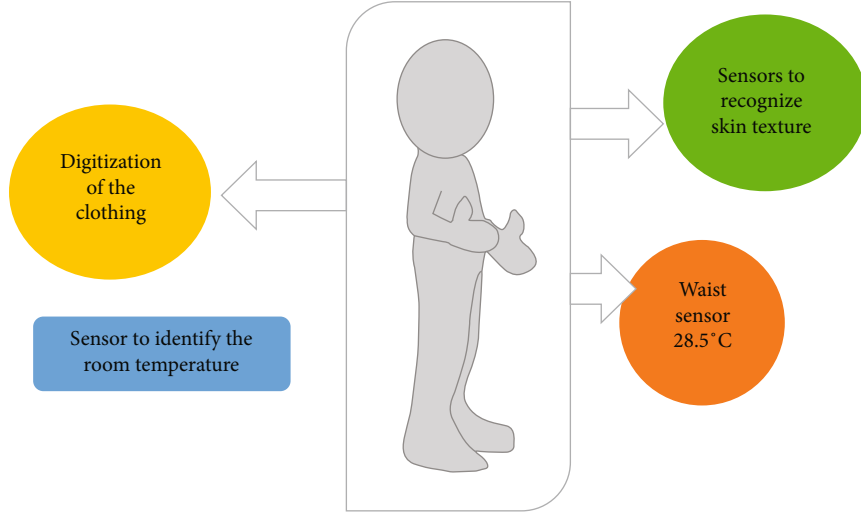 Digitization
of the
clothing
Sensor to identify the
room temperature
Sensors to
recognize
skin texture
Waist
sensor
28.5˚C